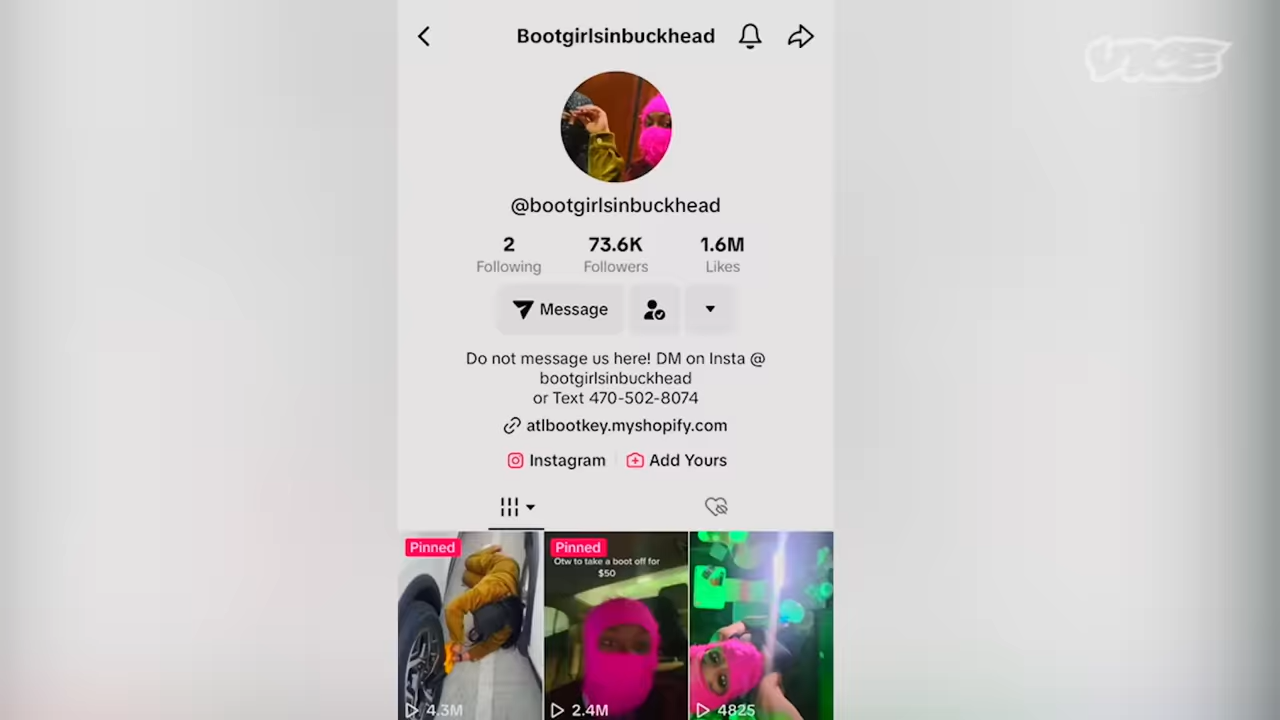 Bootgirlsinbuckhead
VICE
@bootgirlsinbuckhead
2 73.6K 1.6M
Following Followers Likes
Message
Do not message us here! DM on Insta @
bootgirlsinbuckhead
or Text 470-502-8074
atlbootkey.myshopify.com
Instagram Add Yours
Pinned Pinned
Otw to take a boot off for
$50
4.3M 2.4M 4825